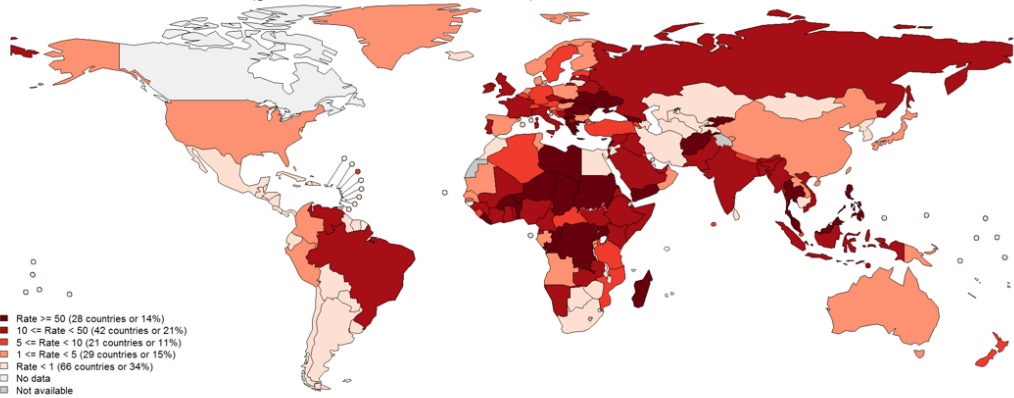 Rate >= 50 (28 countries or 14%)
10 <= Rate < 50 (42 countries or 21%)
5 <= Rate < 10 (21 countries or 11%)
1 <= Rate < 5 (29 countries or 15%)
Rate < 1 (66 countries or 34%)
No data
Not available